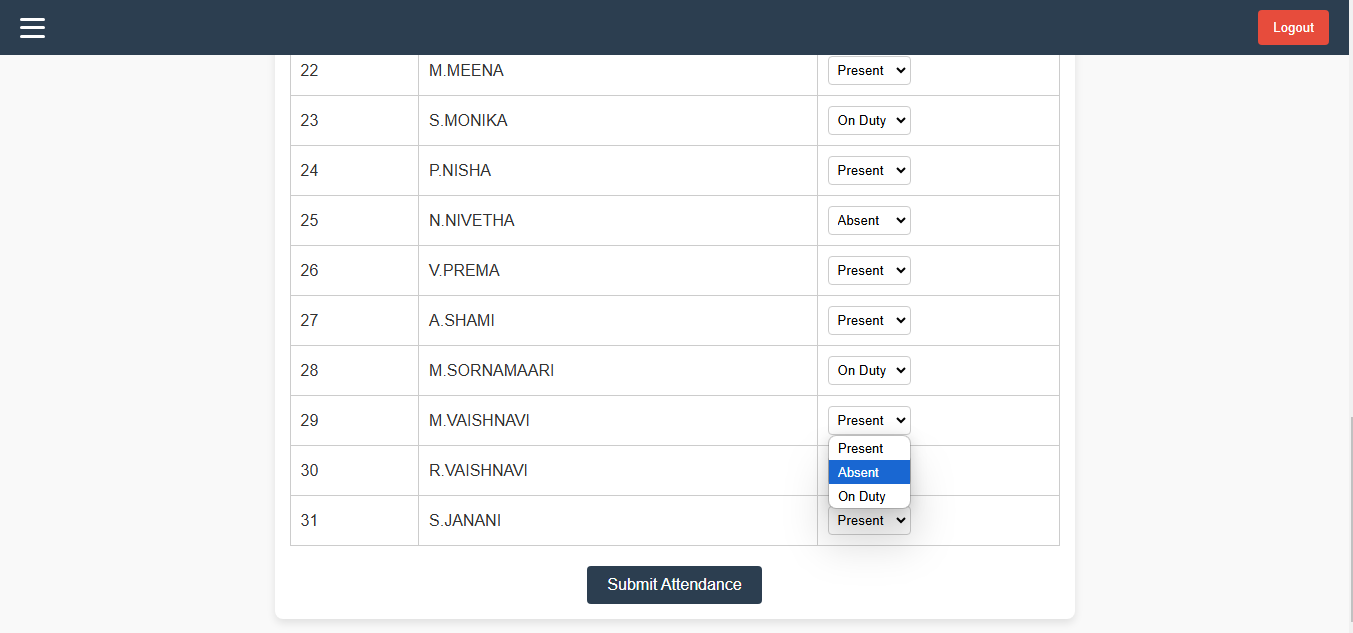 Logout
22 M.MEENA Present
23 S.MONIKA On Duty
24 P.NISHA Present
25 N.NIVETHA Absent
26 V.PREMA Present
27 A.SHAMI Present
28 M.SORNAMAARI On Duty
29 M.VAISHNAVI Present
Present
30 R.VAISHNAVI Absent
On Duty
31 S.JANANI Present
Submit Attendance